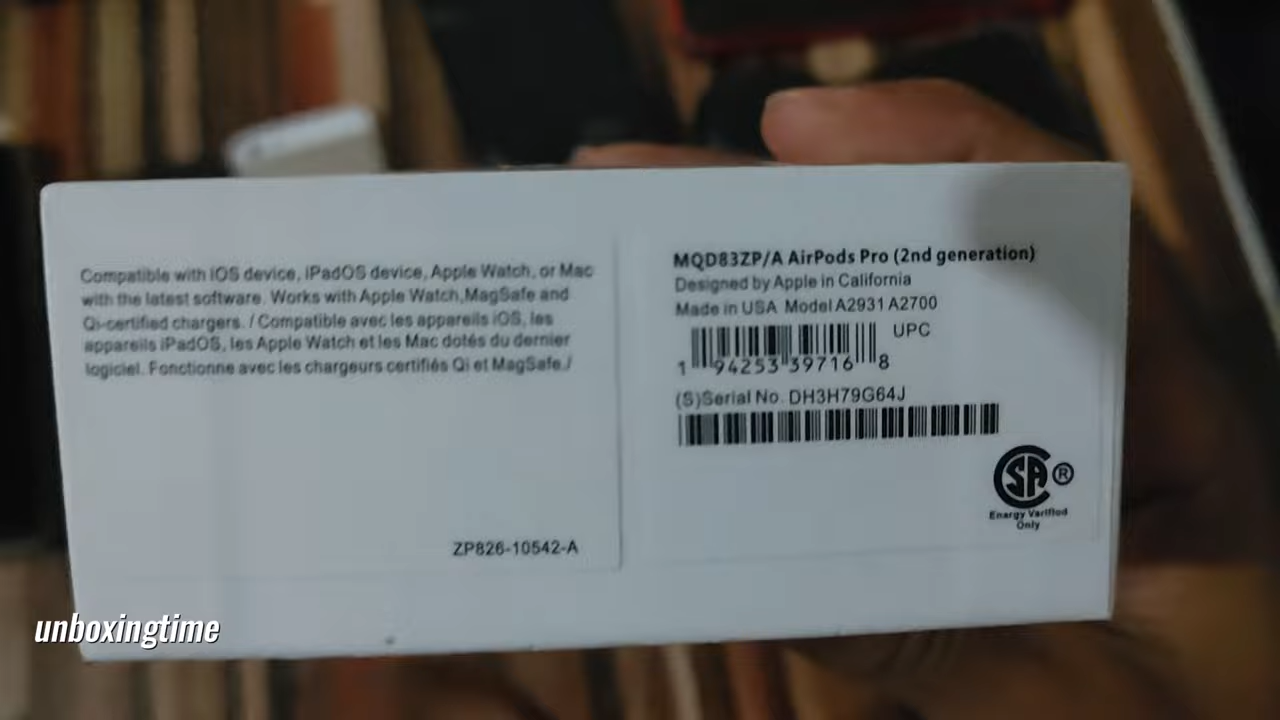 Compatible with iOS device, iPadOS device, Apple Watch, or Mac
with the latest software. Works with Apple Watch,MagSafe and
Qi-certified chargers. / Compatible avec les appareils iOS, les
appareils iPadOS, les Apple Watch et les Mac dotés du dernier
logiciel. Fonctionne avec les chargeurs certifiés Qi et MagSafe./
ZP826-10542-A
MQD83ZP/A AirPods Pro (2nd generation)
Designed by Apple in California
Made in USA Model A2931 A2700
UPC
1 94253 39716 8
(S)Serial No. DH3H79G64J
SA ®
Energy Verified
Only
unboxingtime